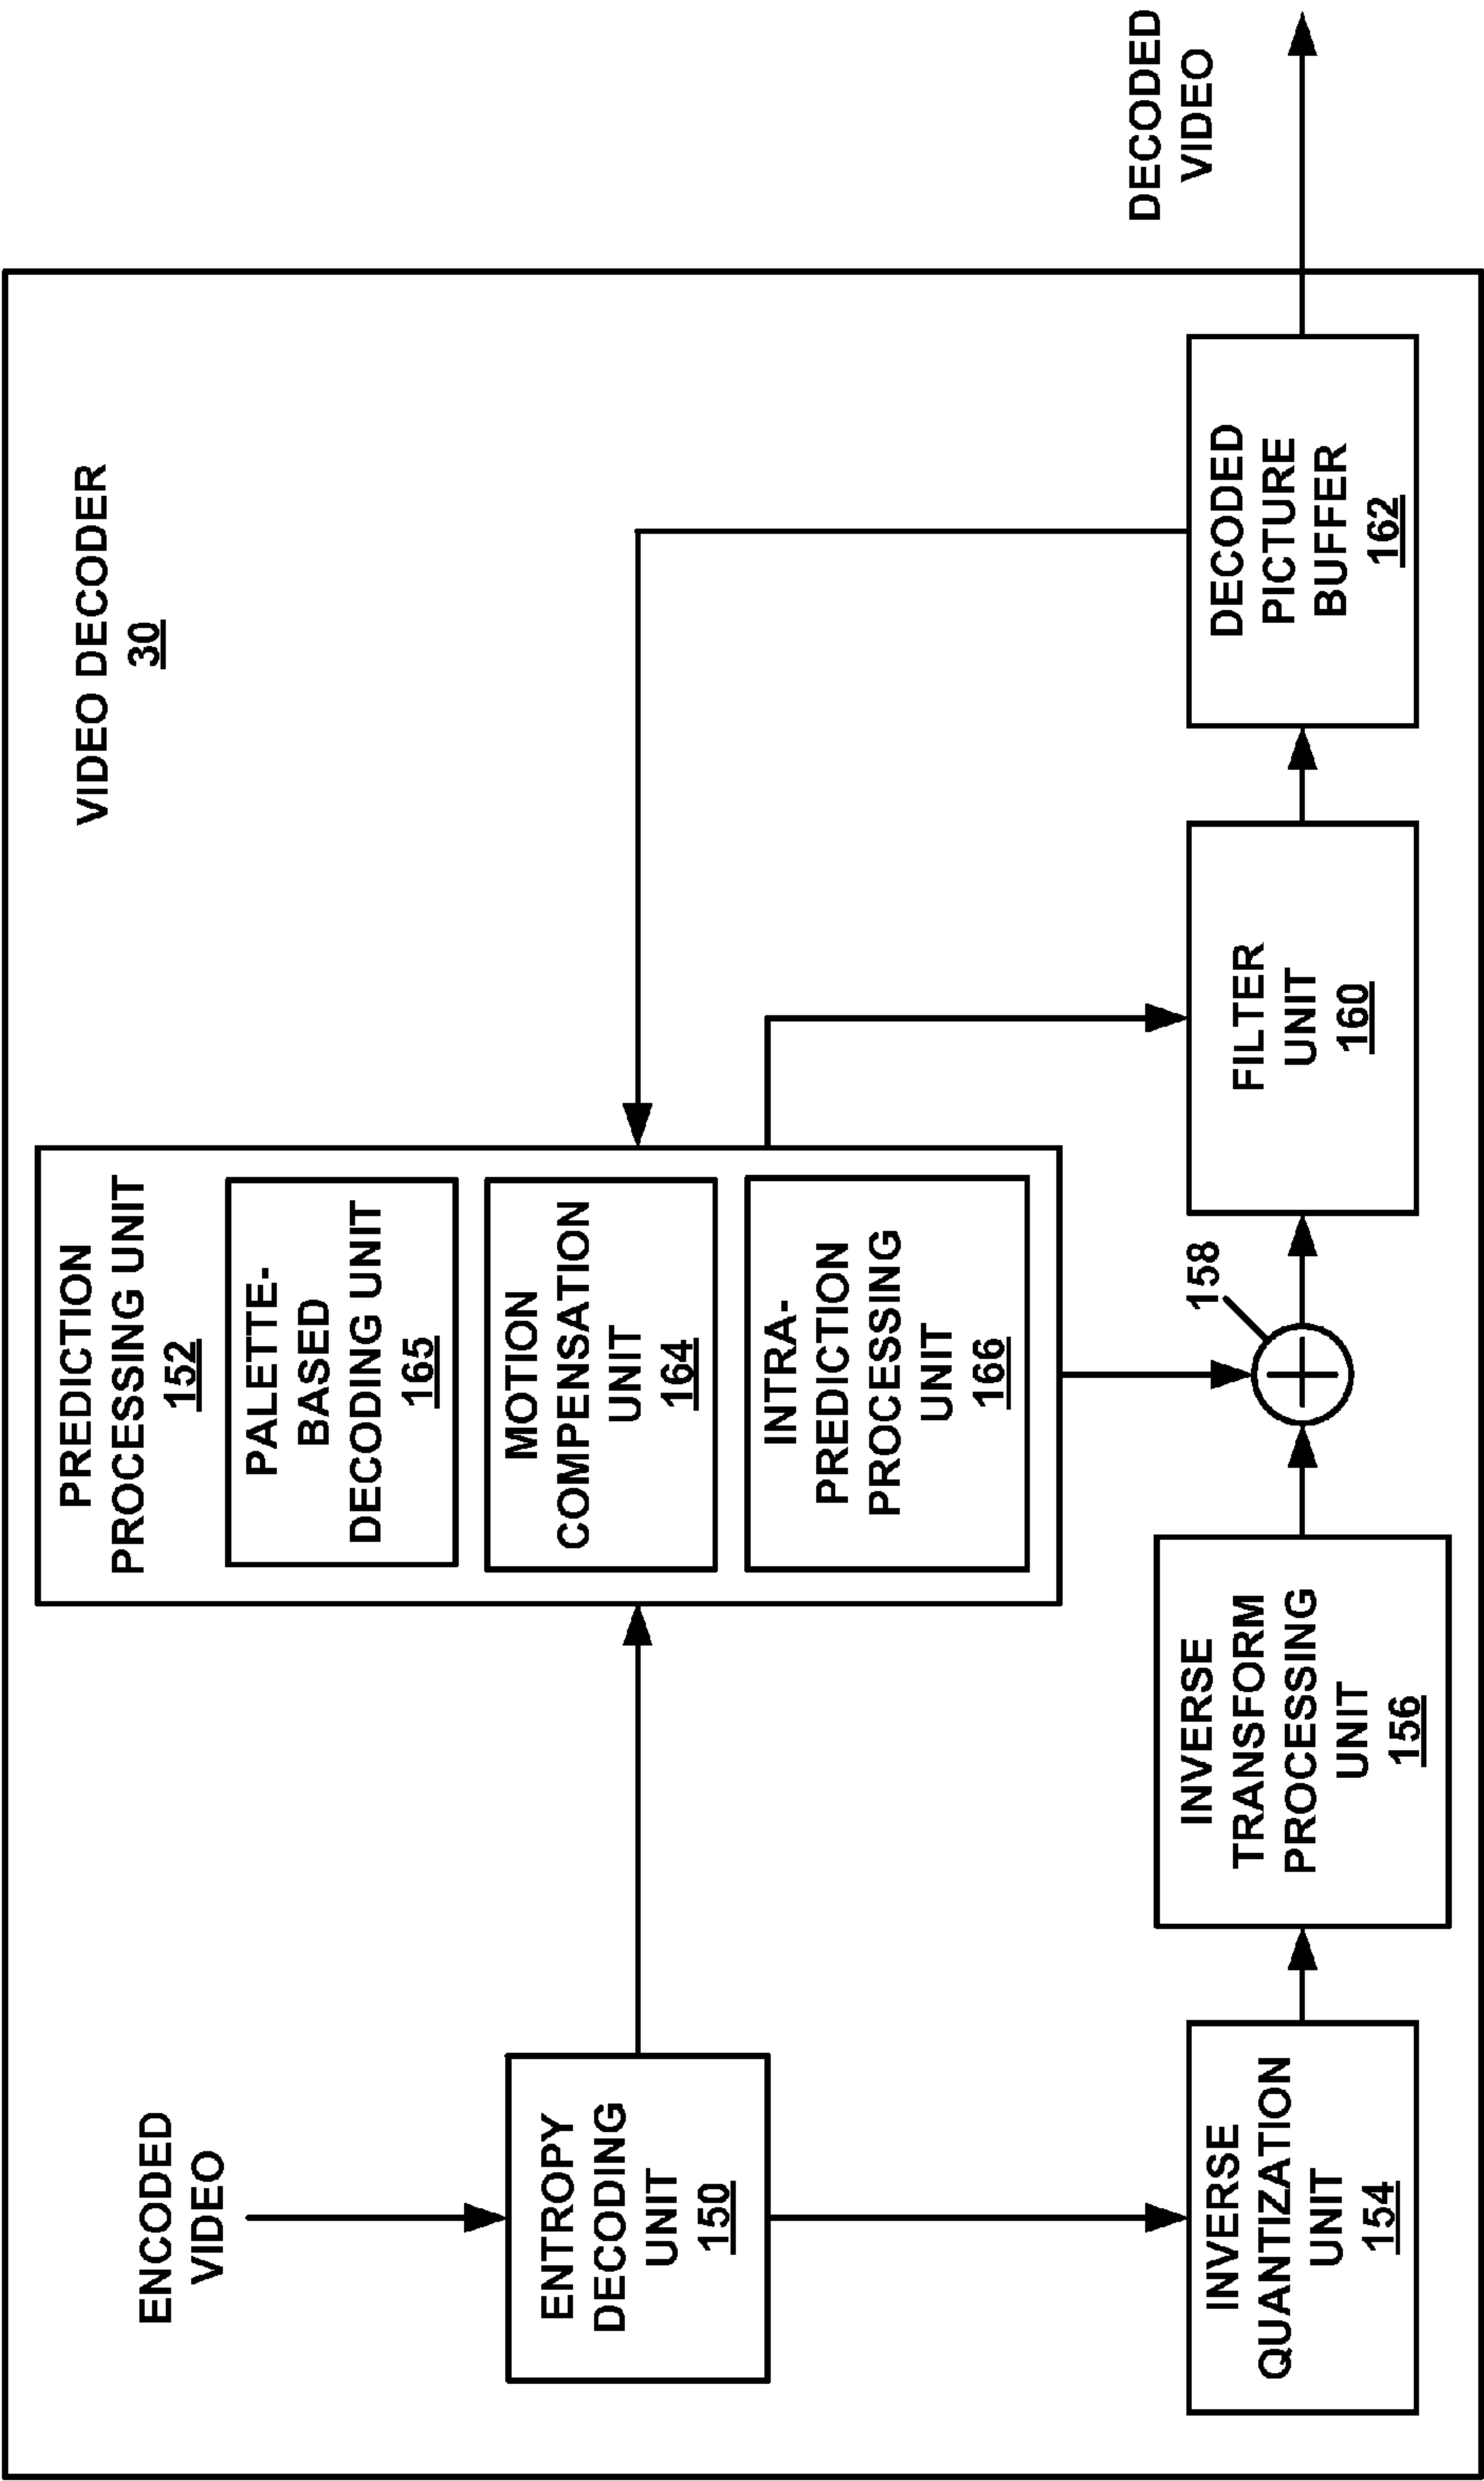 VIDEO DECODER
30
ENCODED
VIDEO
ENTROPY
DECODING
UNIT
150
PREDICTION
PROCESSING UNIT
152
PALETTE-
BASED
DECODING UNIT
165
MOTION
COMPENSATION
UNIT
164
INTRA-
PREDICTION
PROCESSING
UNIT
166
INVERSE
QUANTIZATION
UNIT
154
INVERSE
TRANSFORM
PROCESSING
UNIT
156
158
FILTER
UNIT
160
DECODED
PICTURE
BUFFER
162
DECODED
VIDEO